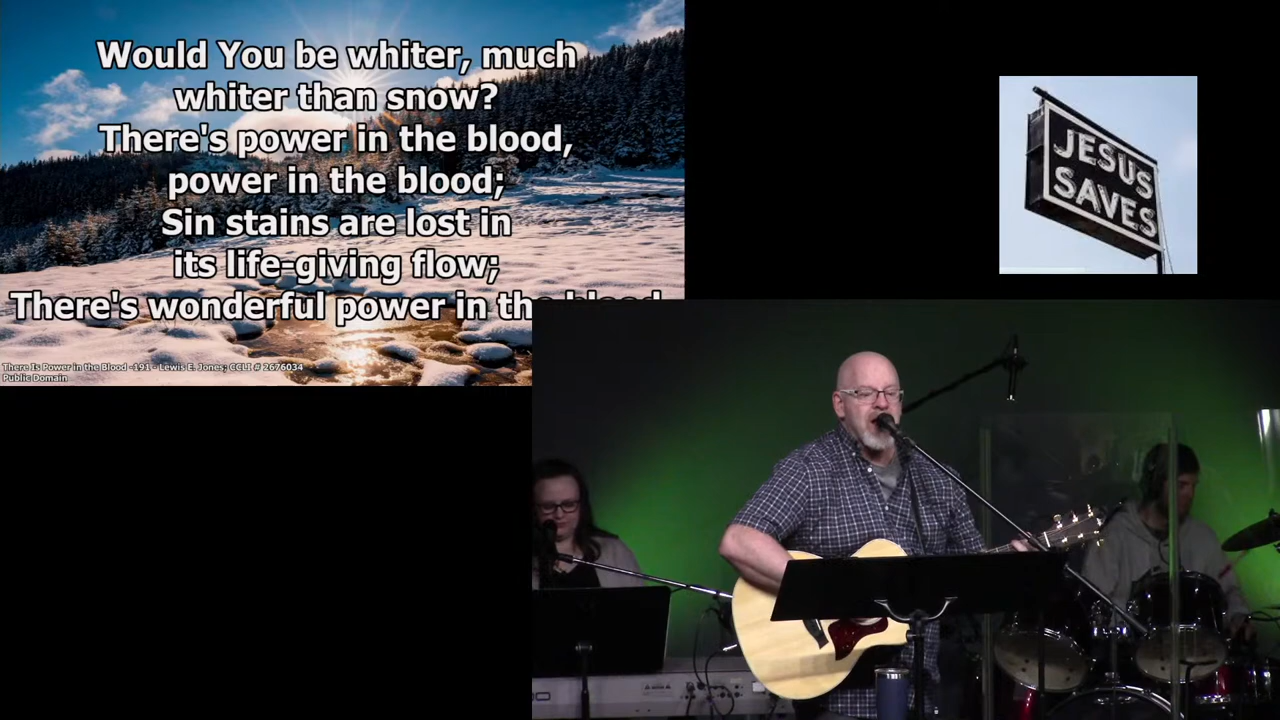 Would You be whiter, much
whiter than snow?
There's power in the blood,
power in the blood;
Sin stains are lost in
its life-giving flow;
There's wonderful power in the blood.
There Is Power in the Blood -191 - Lewis E. Jones; CCLI # 2676034
Public Domain
JESUS
SAVES